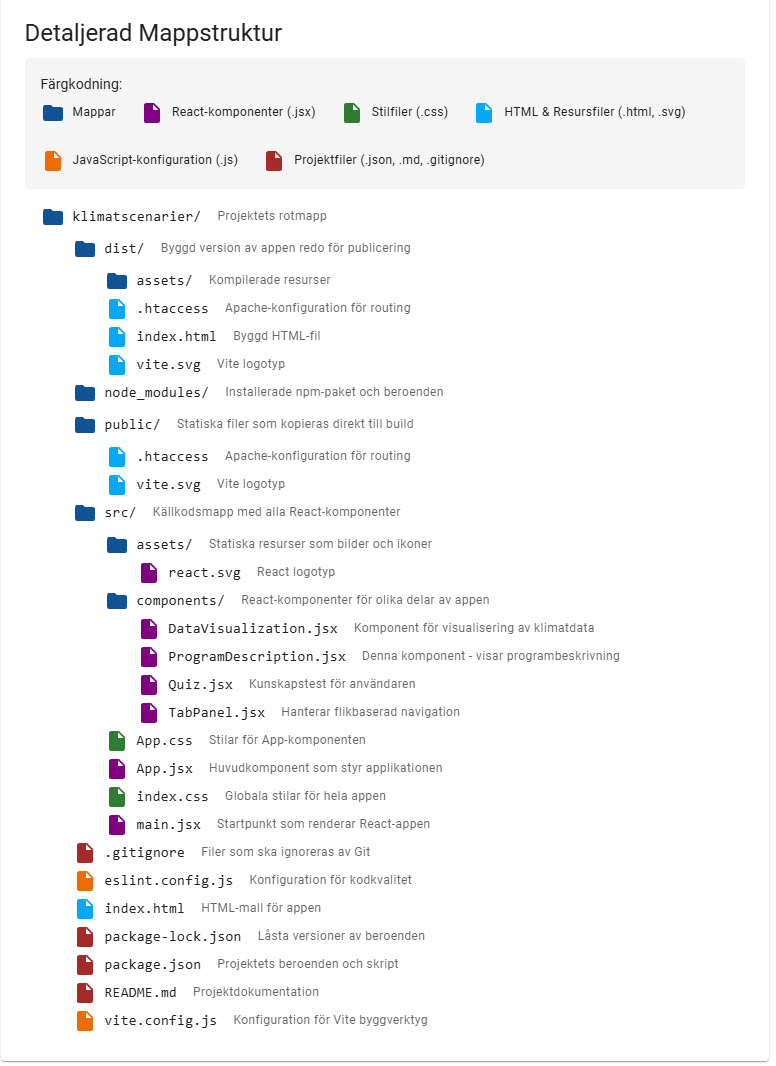 Detaljerad Mappstruktur
Färgkodning:
Mappar React-komponenter (.jsx) Stilfiler (.css) HTML & Resursfiler (.html, .svg)
JavaScript-konfiguration (.js) Projektfiler (.json, .md, .gitignore)
klimatscenarier/ Projektets rotmapp
dist/ Byggd version av appen redo för publicering
assets/ Kompilerade resurser
.htaccess Apache-konfiguration för routing
index.html Byggd HTML-fil
vite.svg Vite logotyp
node_modules/ Installerade npm-paket och beroenden
public/ Statiska filer som kopieras direkt till build
.htaccess Apache-konfiguration för routing
vite.svg Vite logotyp
src/ Källkodsmapp med alla React-komponenter
assets/ Statiska resurser som bilder och ikoner
react.svg React logotyp
components/ React-komponenter för olika delar av appen
DataVisualization.jsx Komponent för visualisering av klimatdata
ProgramDescription.jsx Denna komponent - visar programbeskrivning
Quiz.jsx Kunskapstest för användaren
TabPanel.jsx Hanterar flikbaserad navigation
App.css Stilar för App-komponenten
App.jsx Huvudkomponent som styr applikationen
index.css Globala stilar för hela appen
main.jsx Startpunkt som renderar React-appen
.gitignore Filer som ska ignoreras av Git
eslint.config.js Konfiguration för kodkvalitet
index.html HTML-mall för appen
package-lock.json Låsta versioner av beroenden
package.json Projektets beroenden och skript
README.md Projektdokumentation
vite.config.js Konfiguration för Vite byggverktyg